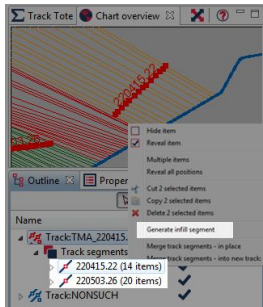 Track Tote
Chart overview
220415.22
Hide item
Reveal item
Multiple items
Reveal all positions
Cut 2 selected items
Copy 2 selected items
Delete 2 selected items
Generate infill segment
Merge track segments - in place
Merge track segments - into new track
Outline
Proper
Name
Track:TMA_220415.
Track segments
220415.22 (14 items)
220503.26 (20 items)
Track:NONSUCH